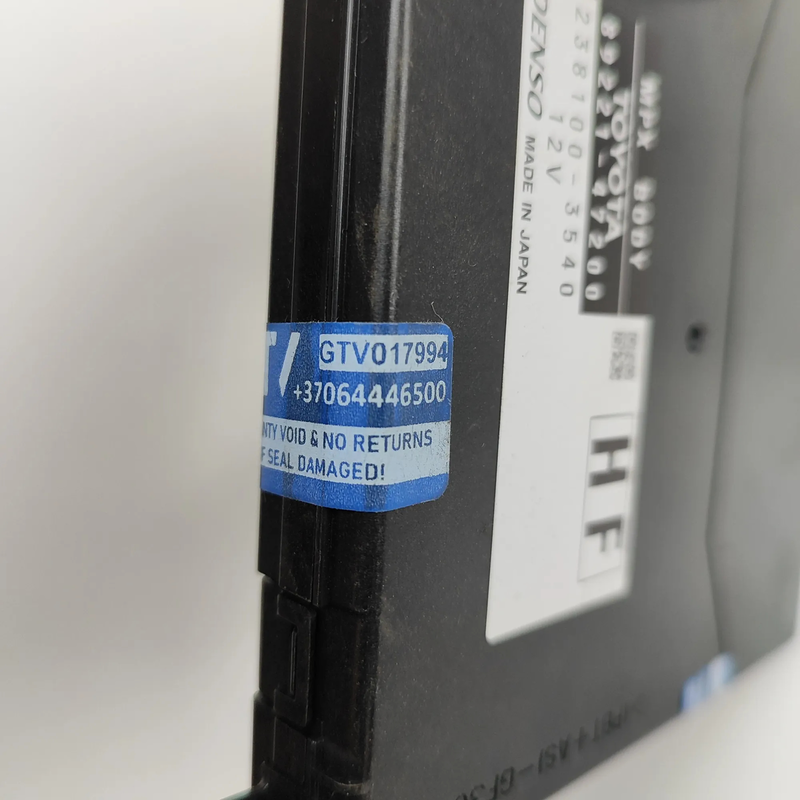 MPX BODY
TOYOTA
89221-47200
238100-3540
12V
DENSO MADE IN JAPAN
HF
GTV017994
+37064446500
NTY VOID & NO RETURNS
F SEAL DAMAGED!